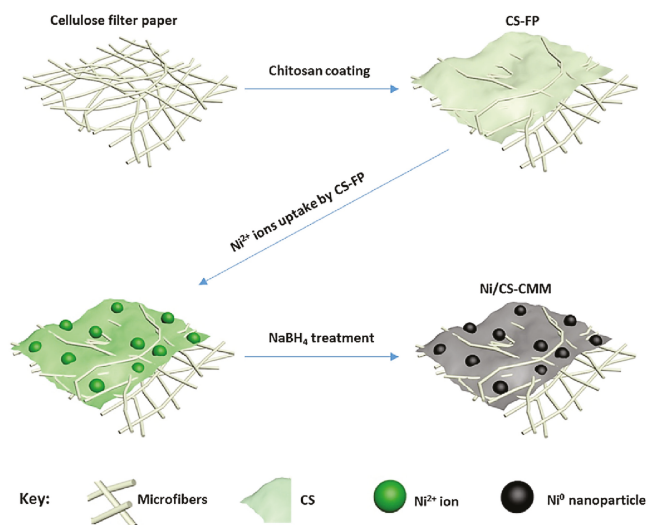 Cellulose filter paper
CS-FP
Chitosan coating
Ni²⁺ ions uptake by CS-FP
Ni/CS-CMM
NaBH₄ treatment
Key:
Microfibers
CS
Ni²⁺ ion
Ni⁰ nanoparticle